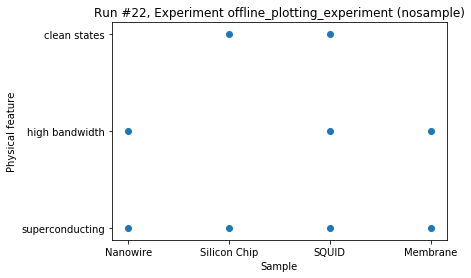 Run #22, Experiment offline_plotting_experiment (nosample)
clean states
high bandwidth
superconducting
Physical feature
Nanowire Silicon Chip SQUID Membrane
Sample